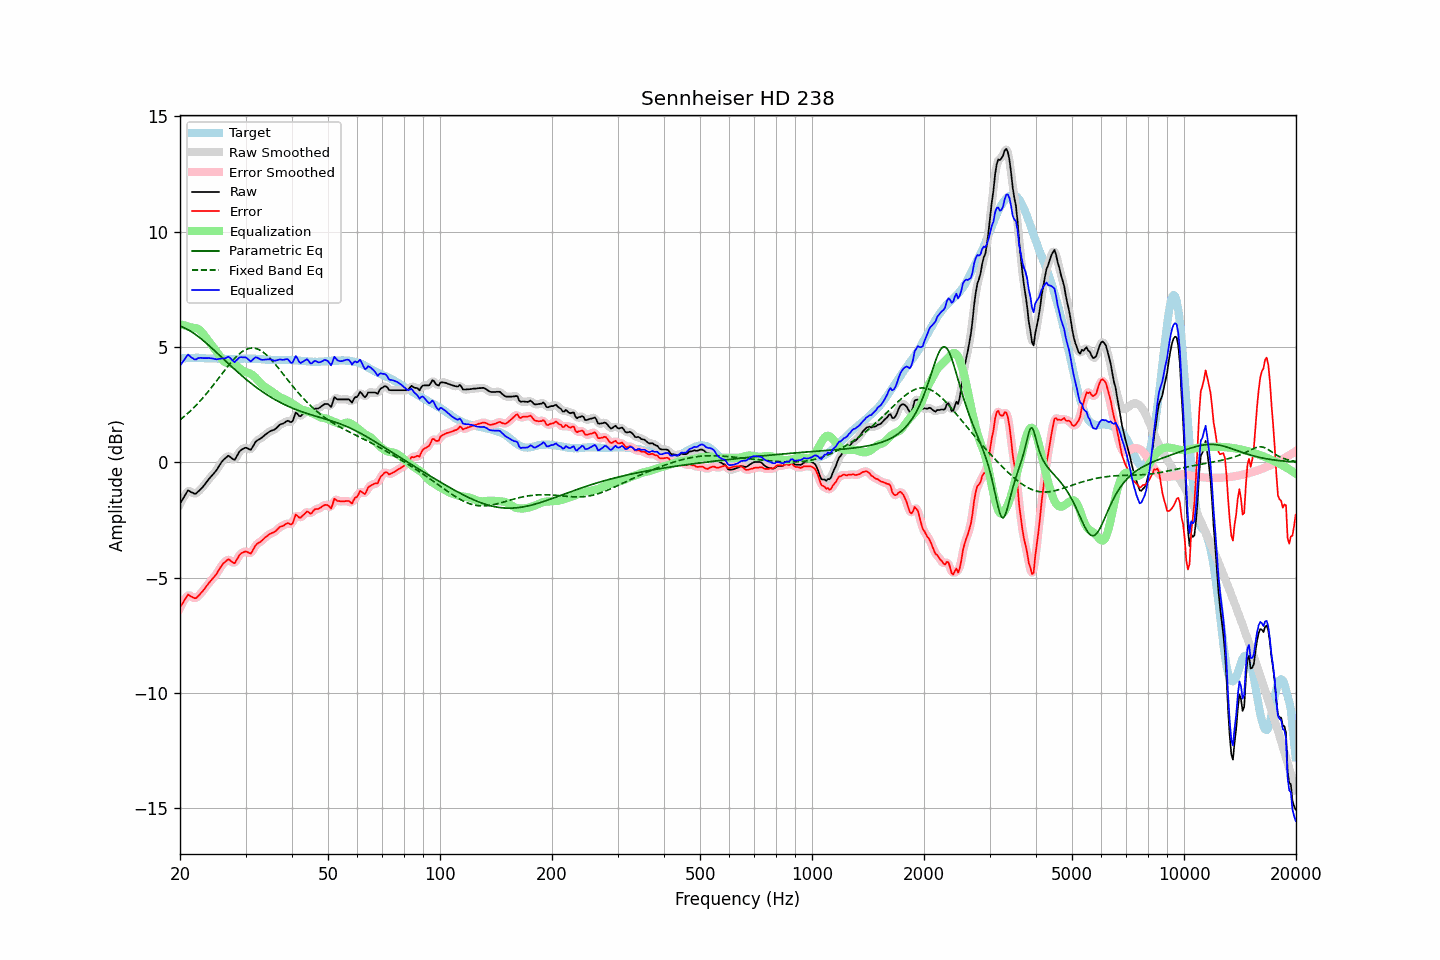 Sennheiser HD 238
15
10
5
0
−5
−10
−15
Amplitude (dBr)
Target
Raw Smoothed
Error Smoothed
Raw
Error
Equalization
Parametric Eq
Fixed Band Eq
Equalized
20
50
100
200
500
1000
2000
5000
10000
20000
Frequency (Hz)